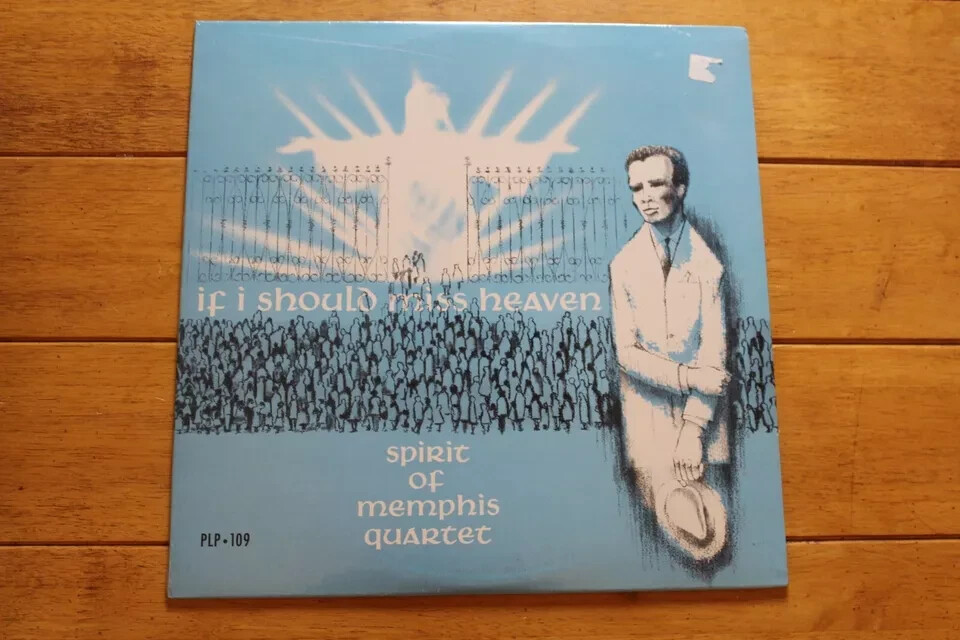 if i should miss heaven
spirit
of
memphis
quartet
PLP • 109